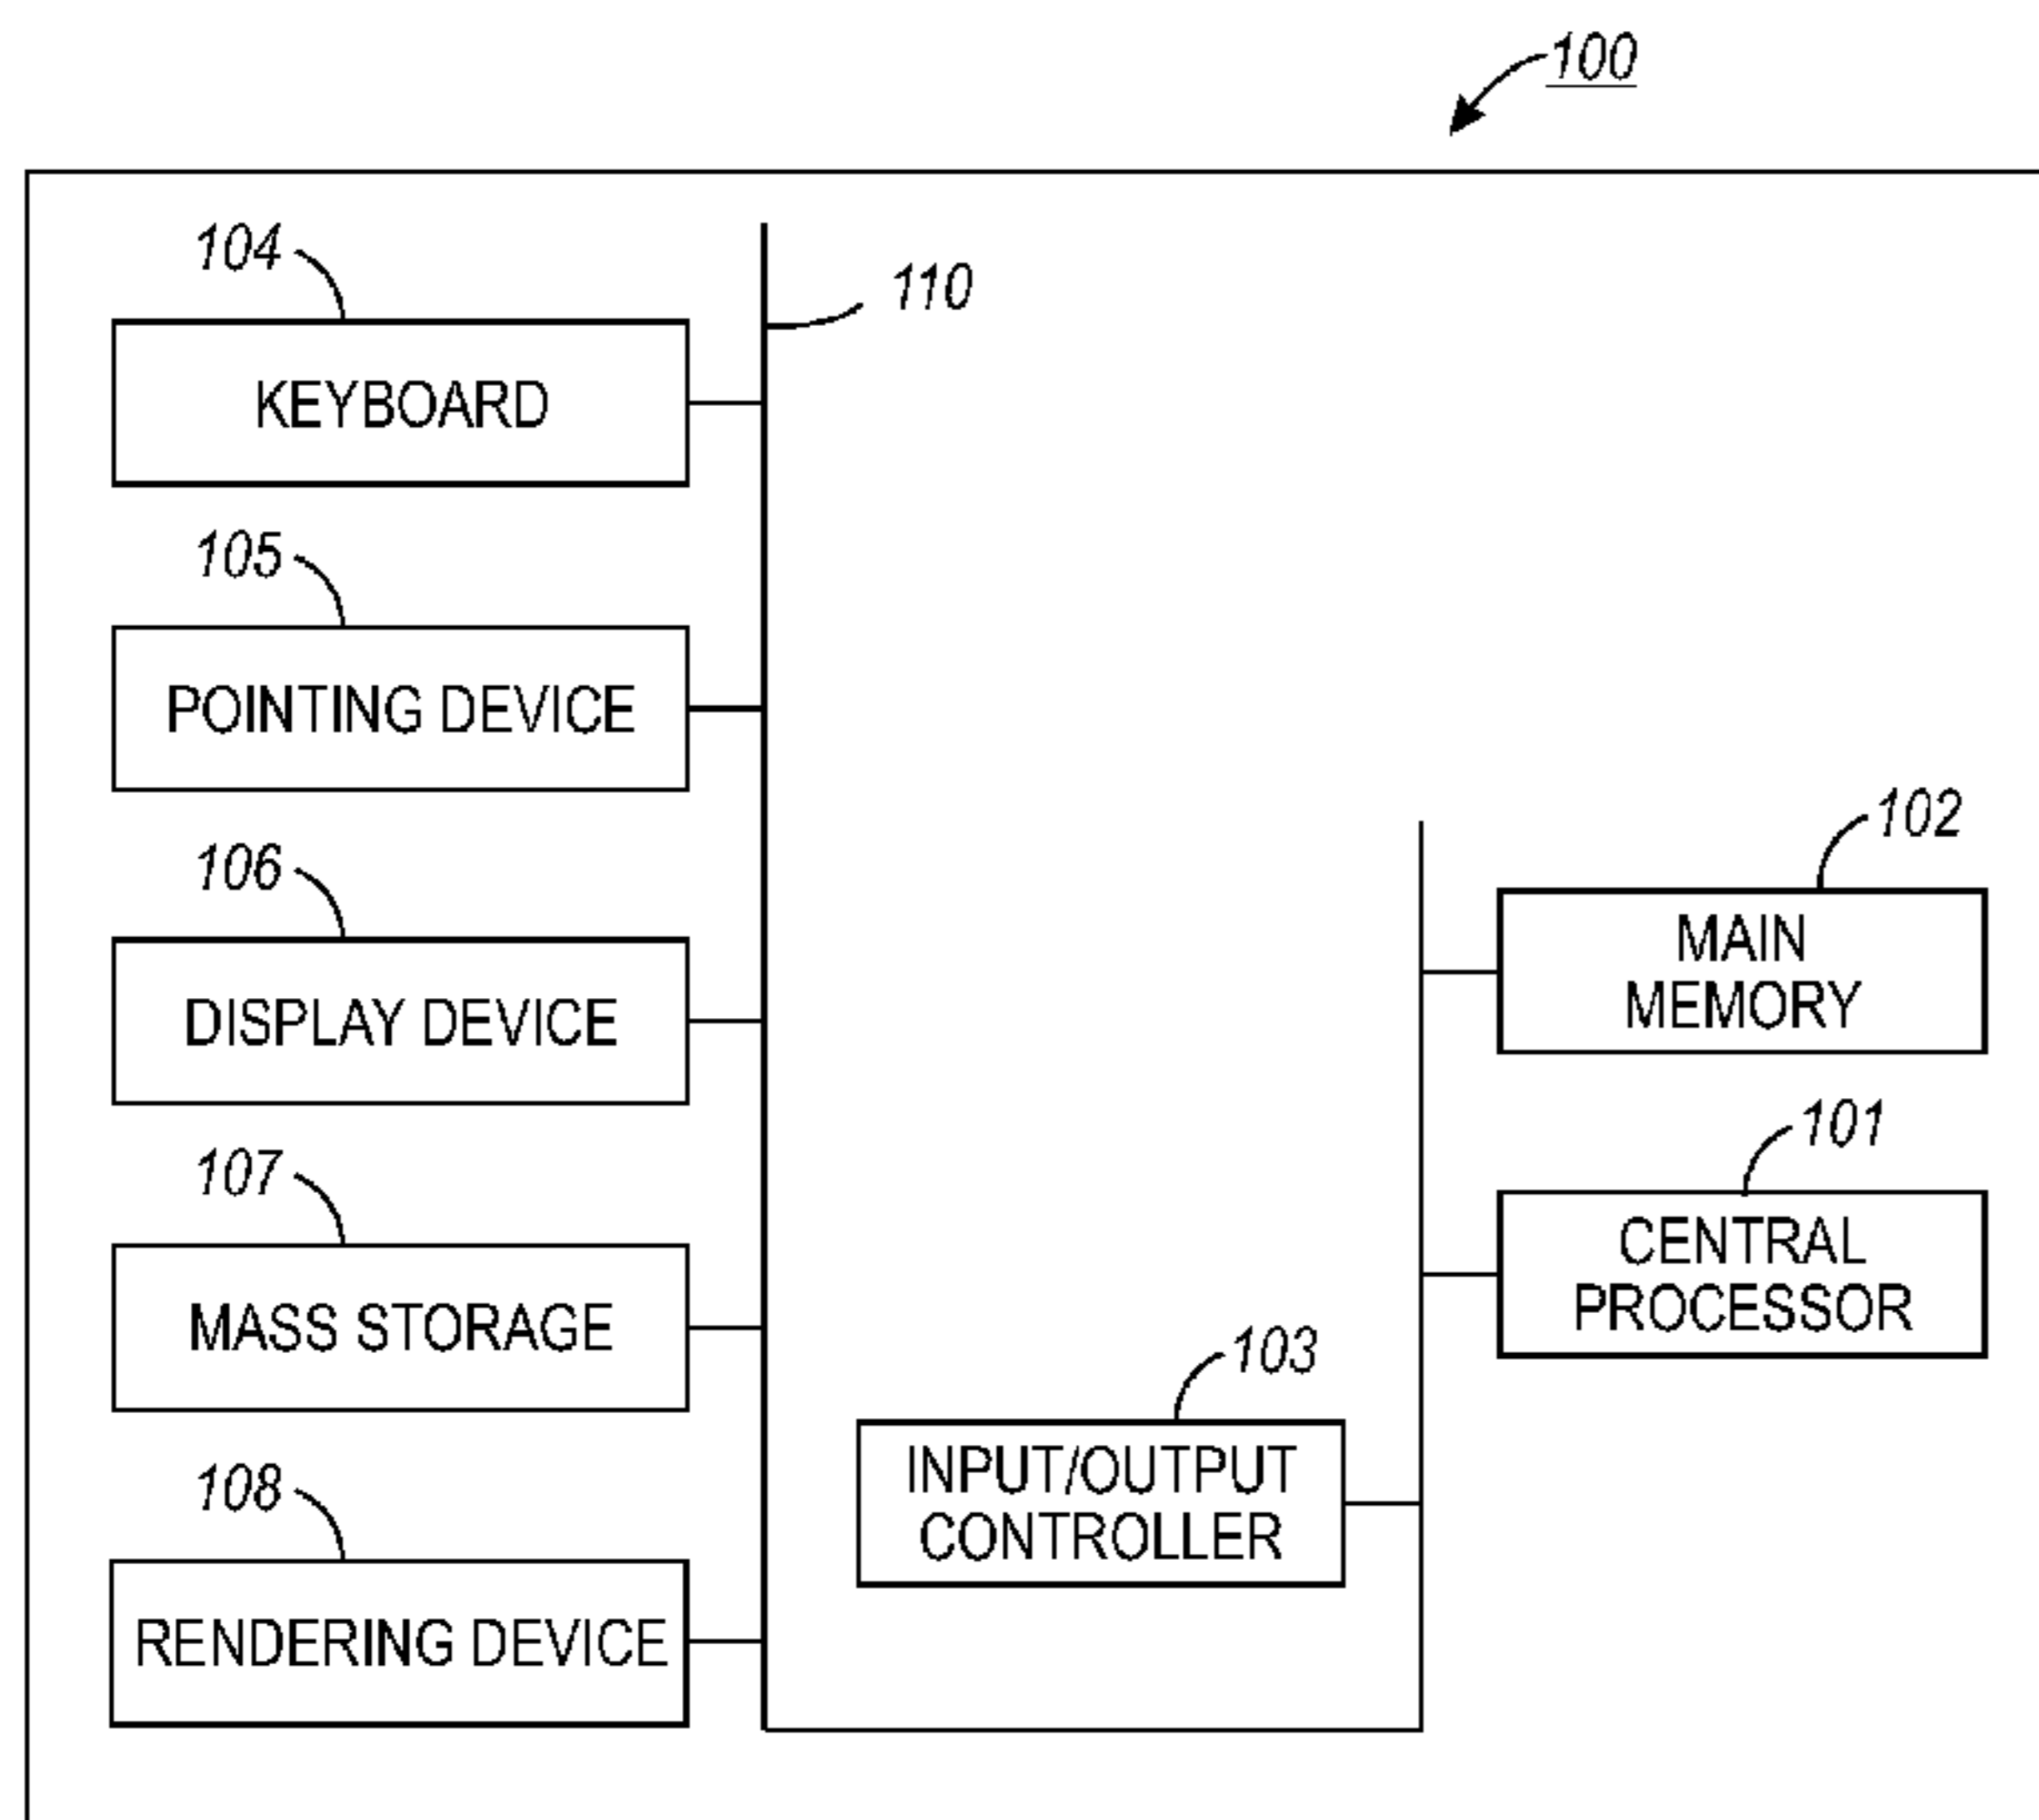 100
104
110
KEYBOARD
105
POINTING DEVICE
106
DISPLAY DEVICE
107
MASS STORAGE
108
RENDERING DEVICE
102
MAIN
MEMORY
101
CENTRAL
PROCESSOR
103
INPUT/OUTPUT
CONTROLLER